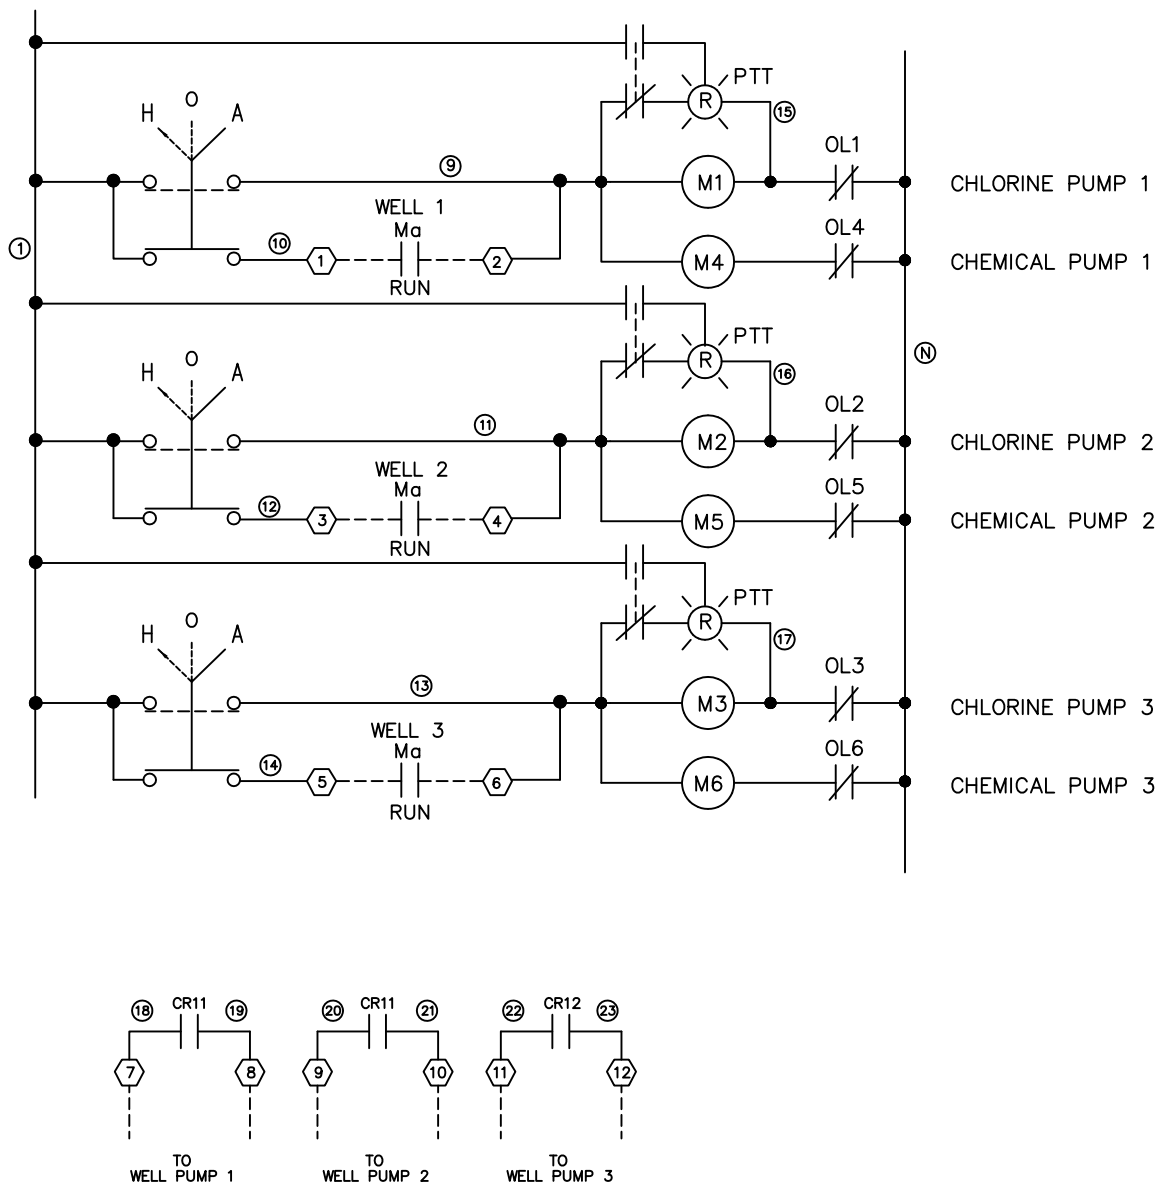 PTT
R
15
H O A
9
OL1
M1
CHLORINE PUMP 1
WELL 1
Ma
10
1
2
RUN
1
OL4
M4
CHEMICAL PUMP 1
PTT
R
16
N
H O A
11
OL2
M2
CHLORINE PUMP 2
WELL 2
Ma
12
3
4
RUN
OL5
M5
CHEMICAL PUMP 2
PTT
R
17
H O A
13
OL3
M3
CHLORINE PUMP 3
WELL 3
Ma
14
5
6
RUN
OL6
M6
CHEMICAL PUMP 3
18 CR11 19
7 8
TO
WELL PUMP 1
20 CR11 21
9 10
TO
WELL PUMP 2
22 CR12 23
11 12
TO
WELL PUMP 3